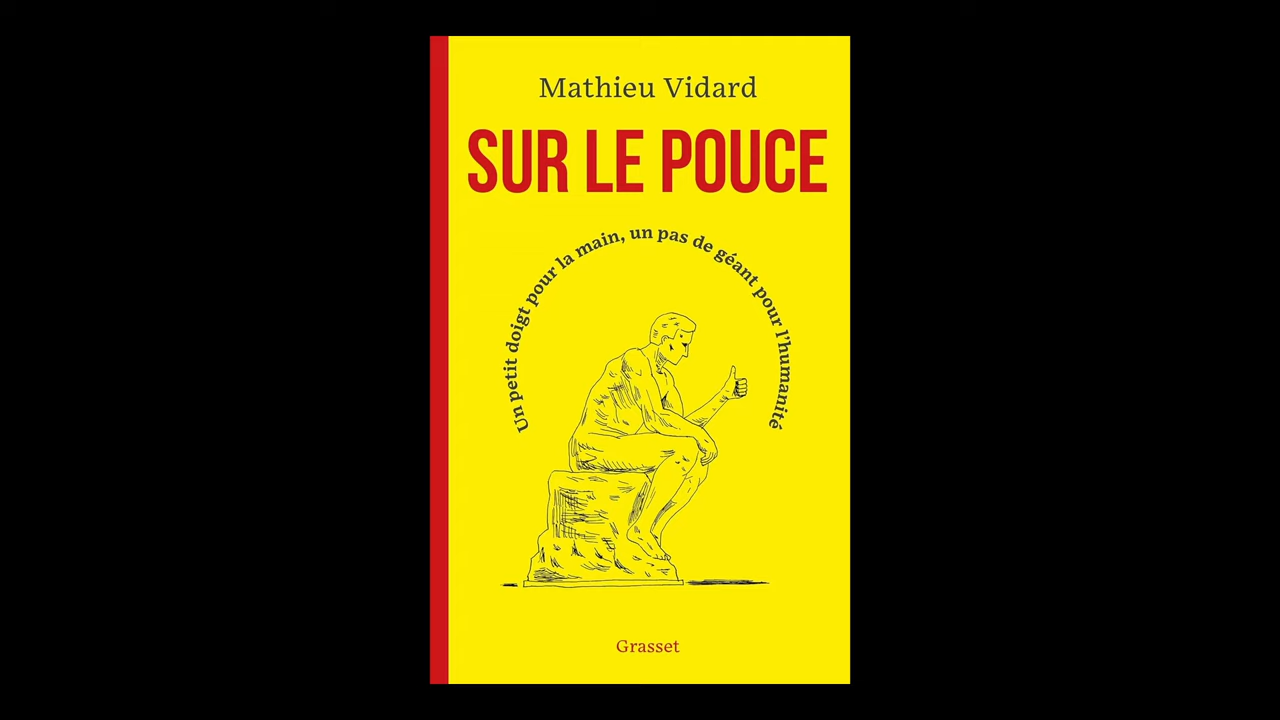 Mathieu Vidard
SUR LE POUCE
Un petit doigt pour la main, un pas de géant pour l'humanité
Grasset